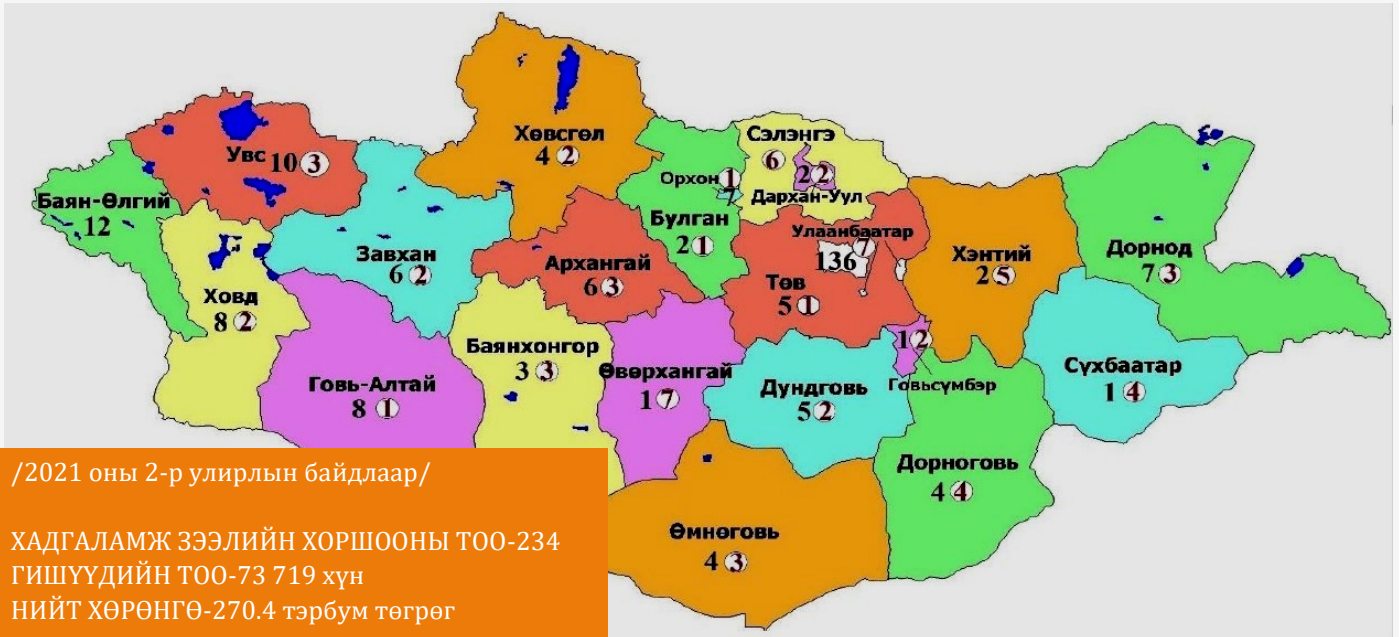 Хөвсгөл
4 2
Сэлэнгэ
6
Увс 10 3
Орхон 1
7
2 2
Дархан-Уул
Баян-Өлгий
12
Булган
2 1
Улаанбаатар
7
136
Завхан
6 2
Архангай
6 3
Төв
5 1
Хэнтий
2 5
Дорнод
7 3
Ховд
8 2
Баянхонгор
3 3
Өвөрхангай
1 7
1 2
Говьсүмбэр
Сүхбаатар
1 4
Говь-Алтай
8 1
Дундговь
5 2
Дорноговь
4 4
Өмнөговь
4 3
/2021 оны 2-р улирлын байдлаар/
ХАДГАЛАМЖ ЗЭЭЛИЙН ХОРШООНЫ ТОО-234
ГИШҮҮДИЙН ТОО-73 719 хүн
НИЙТ ХӨРӨНГӨ-270.4 тэрбум төгрөг